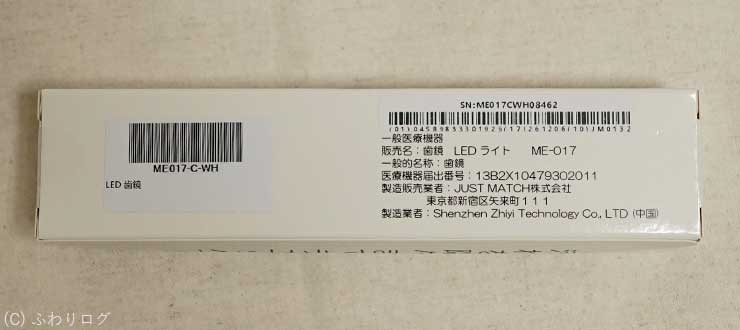 SN:ME017CWH08462
ME017-C-WH
LED 歯鏡
一般医療機器
販売名：歯鏡 LED ライト ME-017
一般的名称：歯鏡
医療機器届出番号：13B2X10479302011
製造販売業者：JUST MATCH株式会社
東京都新宿区矢来町１１１
製造業者：Shenzhen Zhiyi Technology Co., LTD (中国)
(C) ふわりログ